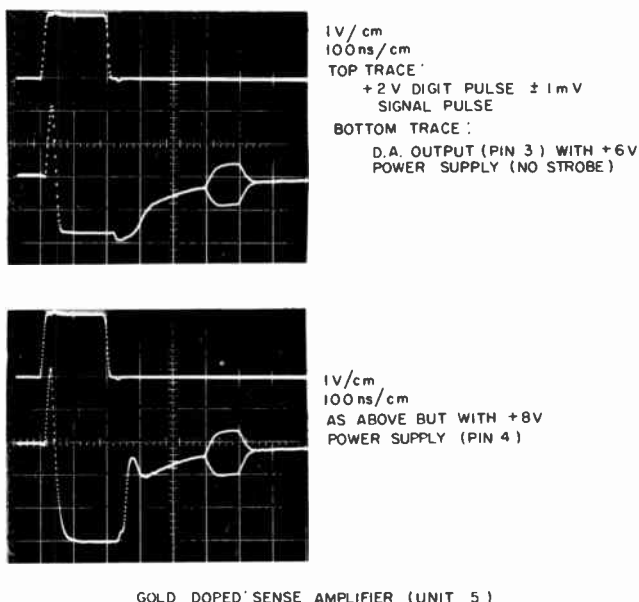 1V/cm
100ns/cm
TOP TRACE:
+2V DIGIT PULSE ± 1mV
SIGNAL PULSE
BOTTOM TRACE:
D.A. OUTPUT (PIN 3) WITH +6V
POWER SUPPLY (NO STROBE)
1V/cm
100ns/cm
AS ABOVE BUT WITH +8V
POWER SUPPLY (PIN 4)
GOLD DOPED SENSE AMPLIFIER (UNIT 5)